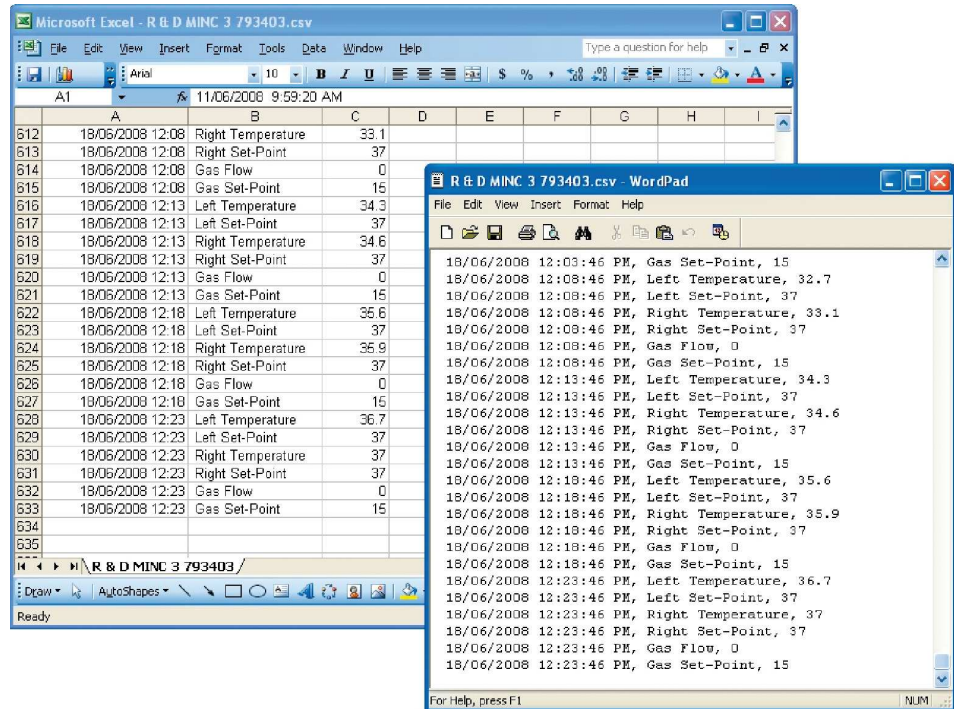 Microsoft Excel - R & D MINC 3 793403.csv
File Edit View Insert Format Tools Data Window Help Type a question for help
Arial 10 B I U $ % ,
A1 fx 11/06/2008 9:59:20 AM
A B C D E F G H I
612 18/06/2008 12:08 Right Temperature 33.1
613 18/06/2008 12:08 Right Set-Point 37
614 18/06/2008 12:08 Gas Flow 0
615 18/06/2008 12:08 Gas Set-Point 15
616 18/06/2008 12:13 Left Temperature 34.3
617 18/06/2008 12:13 Left Set-Point 37
618 18/06/2008 12:13 Right Temperature 34.6
619 18/06/2008 12:13 Right Set-Point 37
620 18/06/2008 12:13 Gas Flow 0
621 18/06/2008 12:13 Gas Set-Point 15
622 18/06/2008 12:18 Left Temperature 35.6
623 18/06/2008 12:18 Left Set-Point 37
624 18/06/2008 12:18 Right Temperature 35.9
625 18/06/2008 12:18 Right Set-Point 37
626 18/06/2008 12:18 Gas Flow 0
627 18/06/2008 12:18 Gas Set-Point 15
628 18/06/2008 12:23 Left Temperature 36.7
629 18/06/2008 12:23 Left Set-Point 37
630 18/06/2008 12:23 Right Temperature 37
631 18/06/2008 12:23 Right Set-Point 37
632 18/06/2008 12:23 Gas Flow 0
633 18/06/2008 12:23 Gas Set-Point 15
634
635
R & D MINC 3 793403
Draw AutoShapes
Ready
R & D MINC 3 793403.csv - WordPad
File Edit View Insert Format Help
18/06/2008 12:03:46 PM, Gas Set-Point, 15
18/06/2008 12:08:46 PM, Left Temperature, 32.7
18/06/2008 12:08:46 PM, Left Set-Point, 37
18/06/2008 12:08:46 PM, Right Temperature, 33.1
18/06/2008 12:08:46 PM, Right Set-Point, 37
18/06/2008 12:08:46 PM, Gas Flow, 0
18/06/2008 12:08:46 PM, Gas Set-Point, 15
18/06/2008 12:13:46 PM, Left Temperature, 34.3
18/06/2008 12:13:46 PM, Left Set-Point, 37
18/06/2008 12:13:46 PM, Right Temperature, 34.6
18/06/2008 12:13:46 PM, Right Set-Point, 37
18/06/2008 12:13:46 PM, Gas Flow, 0
18/06/2008 12:13:46 PM, Gas Set-Point, 15
18/06/2008 12:18:46 PM, Left Temperature, 35.6
18/06/2008 12:18:46 PM, Left Set-Point, 37
18/06/2008 12:18:46 PM, Right Temperature, 35.9
18/06/2008 12:18:46 PM, Right Set-Point, 37
18/06/2008 12:18:46 PM, Gas Flow, 0
18/06/2008 12:18:46 PM, Gas Set-Point, 15
18/06/2008 12:23:46 PM, Left Temperature, 36.7
18/06/2008 12:23:46 PM, Left Set-Point, 37
18/06/2008 12:23:46 PM, Right Temperature, 37
18/06/2008 12:23:46 PM, Right Set-Point, 37
18/06/2008 12:23:46 PM, Gas Flow, 0
18/06/2008 12:23:46 PM, Gas Set-Point, 15
For Help, press F1 NUM